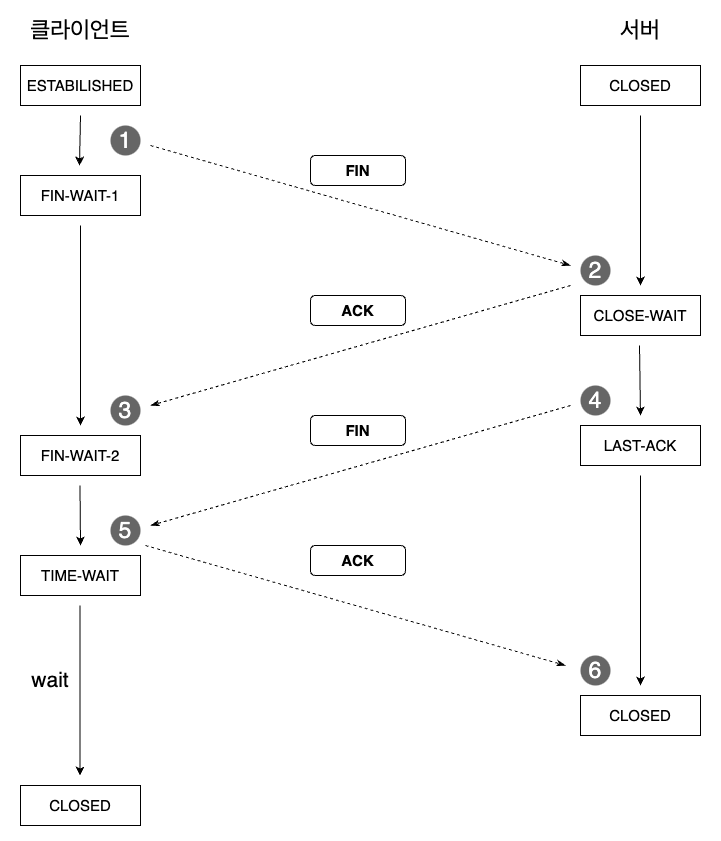 클라이언트
서버
ESTABILISHED
CLOSED
1
FIN
FIN-WAIT-1
2
ACK
CLOSE-WAIT
3
4
FIN
FIN-WAIT-2
LAST-ACK
5
ACK
TIME-WAIT
6
wait
CLOSED
CLOSED